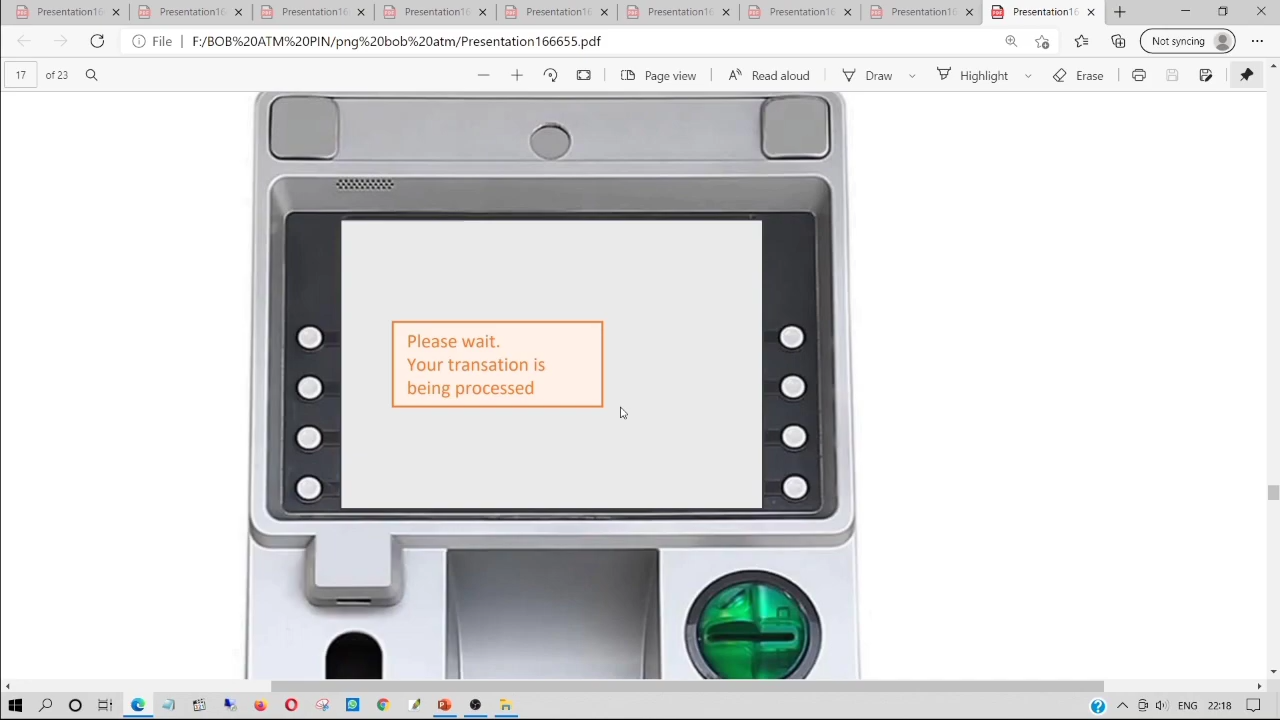 Presentation16
Presentation16
Presentation16
Presentation16
Presentation16
Presentation16
Presentation16
Presentation16
Presentation16
File F:/BOB%20ATM%20PIN/png%20bob%20atm/Presentation166655.pdf
Not syncing
17 of 23
Page view
Read aloud
Draw
Highlight
Erase
Please wait.
Your transation is
being processed
ENG 22:18